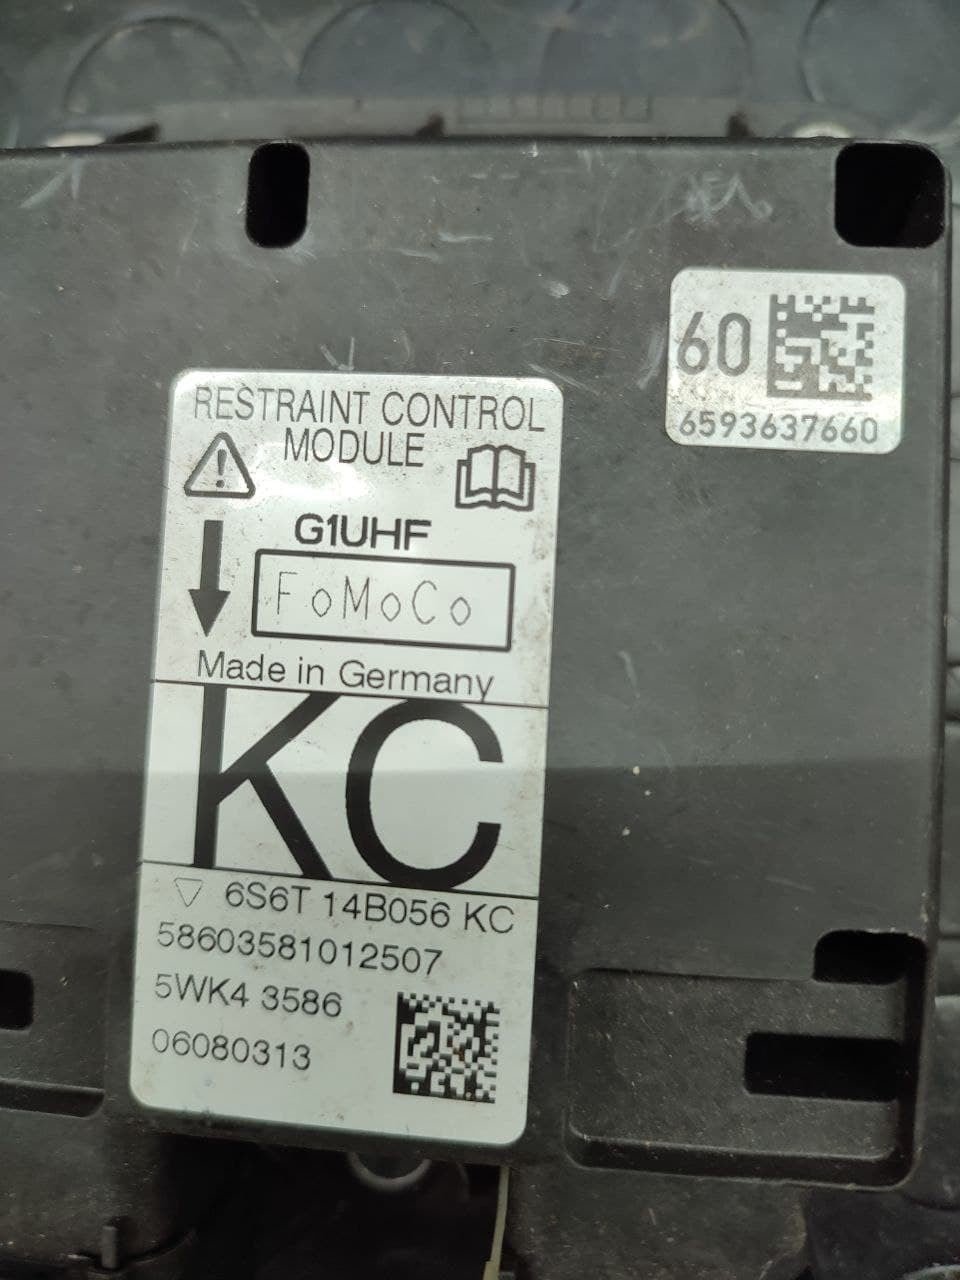 60
6593637660
RESTRAINT CONTROL
MODULE
G1UHF
FoMoCo
Made in Germany
KC
6S6T 14B056 KC
58603581012507
5WK4 3586
06080313